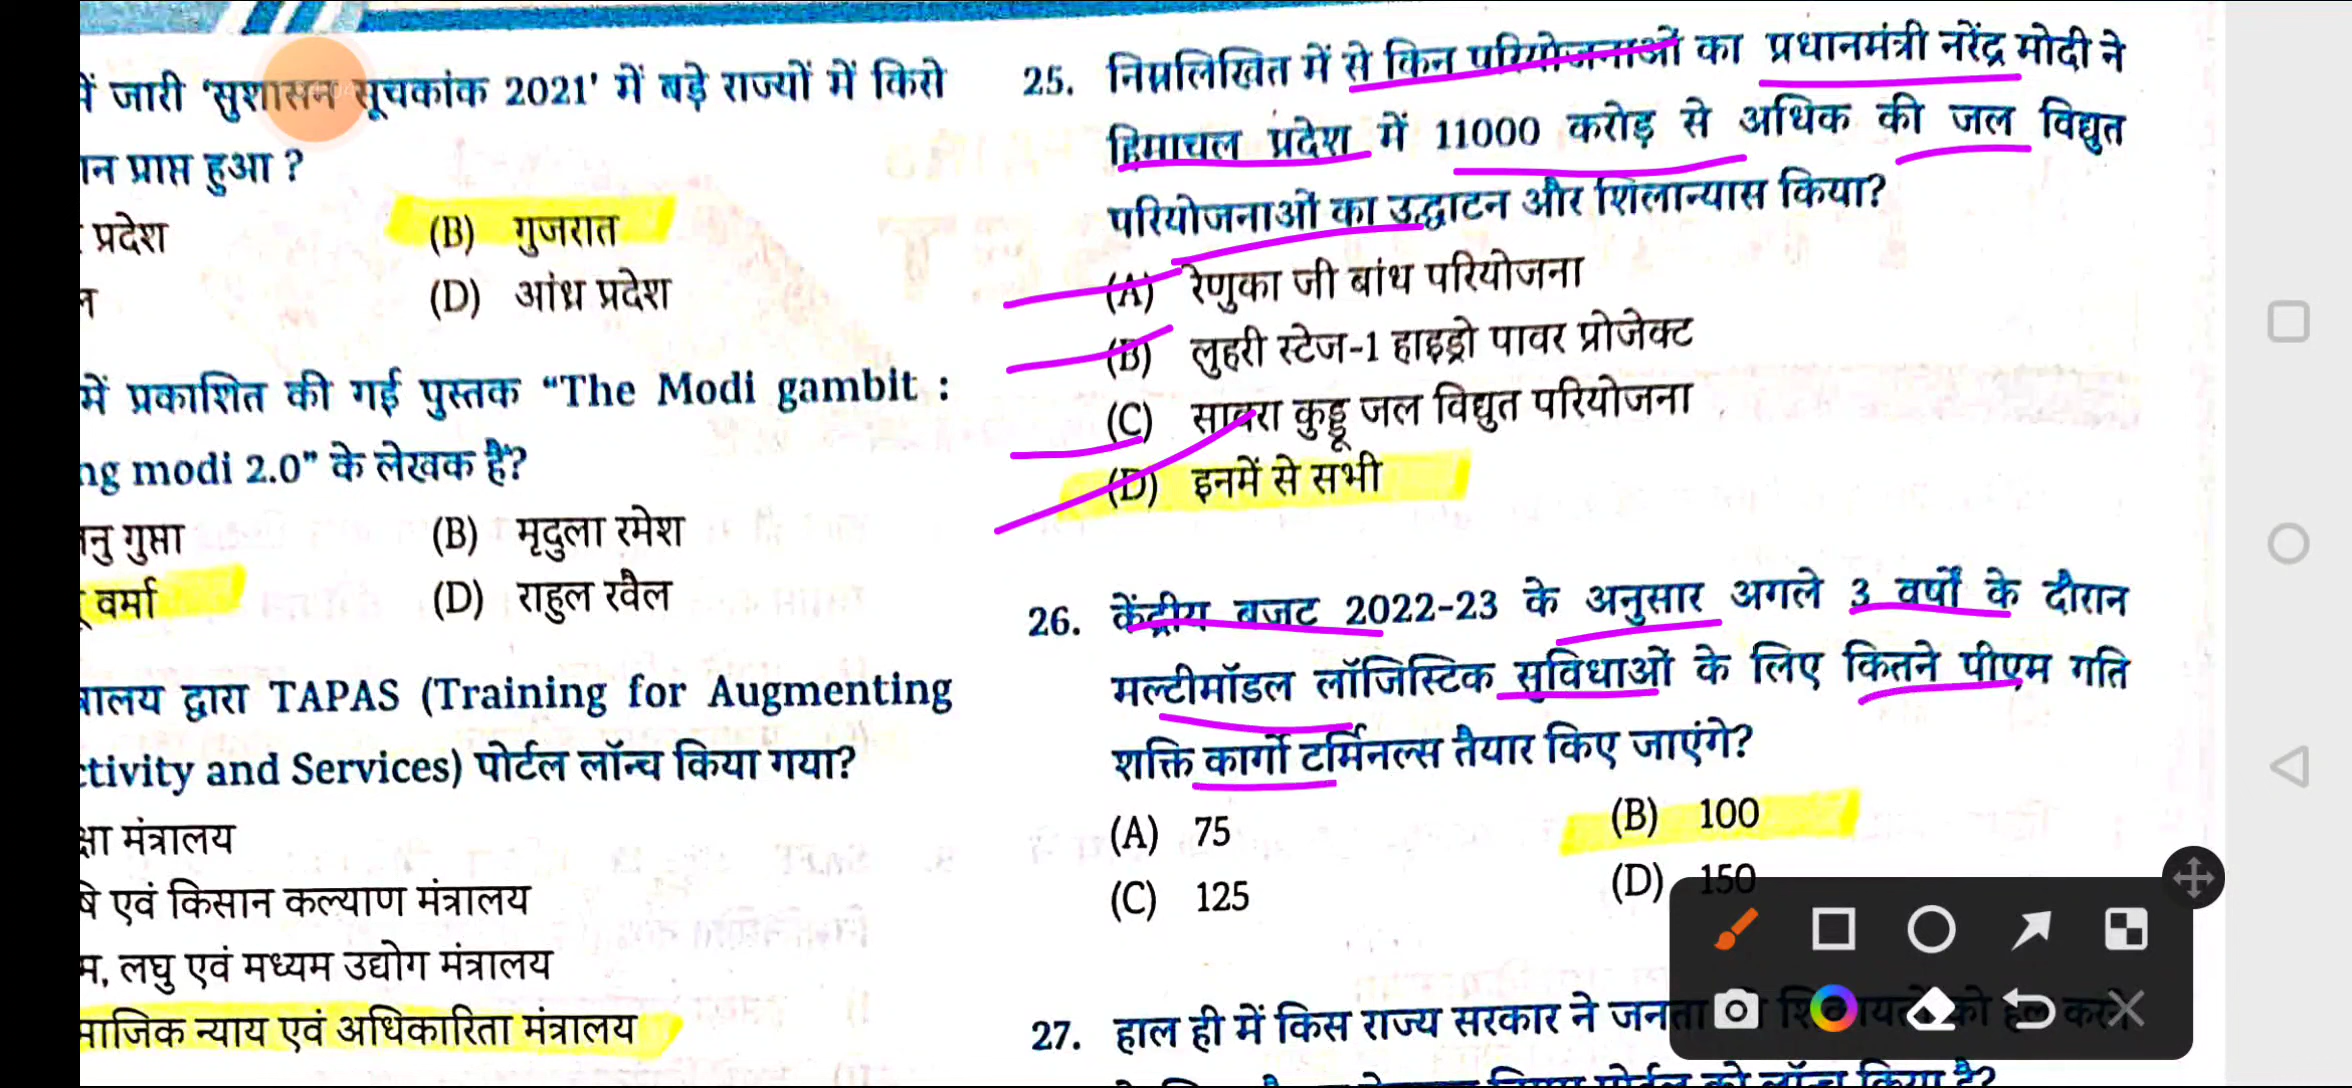 में जारी ‘सुशासन सूचकांक 2021' में बड़े राज्यों में किसे
प्राप्त हुआ ?
प्रदेश
(B) गुजरात
(D) आंध्र प्रदेश
में प्रकाशित की गई पुस्तक “The Modi gambit :
modi 2.0” के लेखक हैं?
गुप्ता
(B) मृदुला रमेश
वर्मा
(D) राहुल रवैल
द्वारा TAPAS (Training for Augmenting
and Services) पोर्टल लॉन्च किया गया?
मंत्रालय
एवं किसान कल्याण मंत्रालय
लघु एवं मध्यम उद्योग मंत्रालय
न्याय एवं अधिकारिता मंत्रालय
25. निम्नलिखित में से किन परियोजनाओं का प्रधानमंत्री नरेंद्र मोदी ने
हिमाचल प्रदेश में 11000 करोड़ से अधिक की जल विद्युत
परियोजनाओं का उद्घाटन और शिलान्यास किया?
(A) रेणुका जी बांध परियोजना
(B) लुहरी स्टेज-1 हाइड्रो पावर प्रोजेक्ट
(C) सावरा कुड्डू जल विद्युत परियोजना
(D) इनमें से सभी
26. केंद्रीय बजट 2022-23 के अनुसार अगले 3 वर्षों के दौरान
मल्टीमॉडल लॉजिस्टिक सुविधाओं के लिए कितने पीएम गति
शक्ति कार्गो टर्मिनल्स तैयार किए जाएंगे?
(A) 75
(B) 100
(C) 125
(D) 150
27. हाल ही में किस राज्य सरकार ने को हल करने
पोर्टल को लॉन्च किया है?